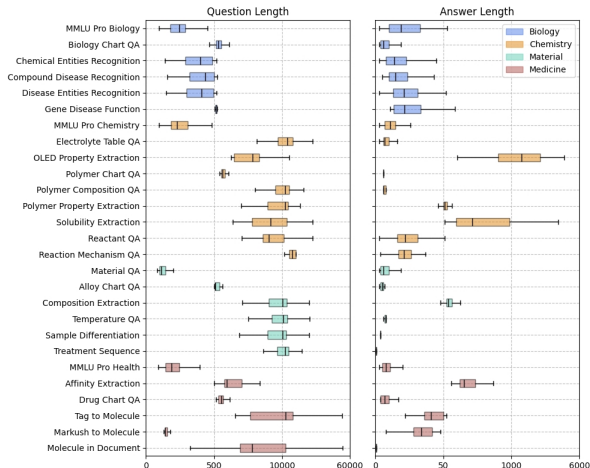 Question Length
Answer Length
MMLU Pro Biology
Biology Chart QA
Chemical Entities Recognition
Compound Disease Recognition
Disease Entities Recognition
Gene Disease Function
MMLU Pro Chemistry
Electrolyte Table QA
OLED Property Extraction
Polymer Chart QA
Polymer Composition QA
Polymer Property Extraction
Solubility Extraction
Reactant QA
Reaction Mechanism QA
Material QA
Alloy Chart QA
Composition Extraction
Temperature QA
Sample Differentiation
Treatment Sequence
MMLU Pro Health
Affinity Extraction
Drug Chart QA
Tag to Molecule
Markush to Molecule
Molecule in Document
Biology
Chemistry
Material
Medicine
0 500 10000 60000
0 50 1000 6000